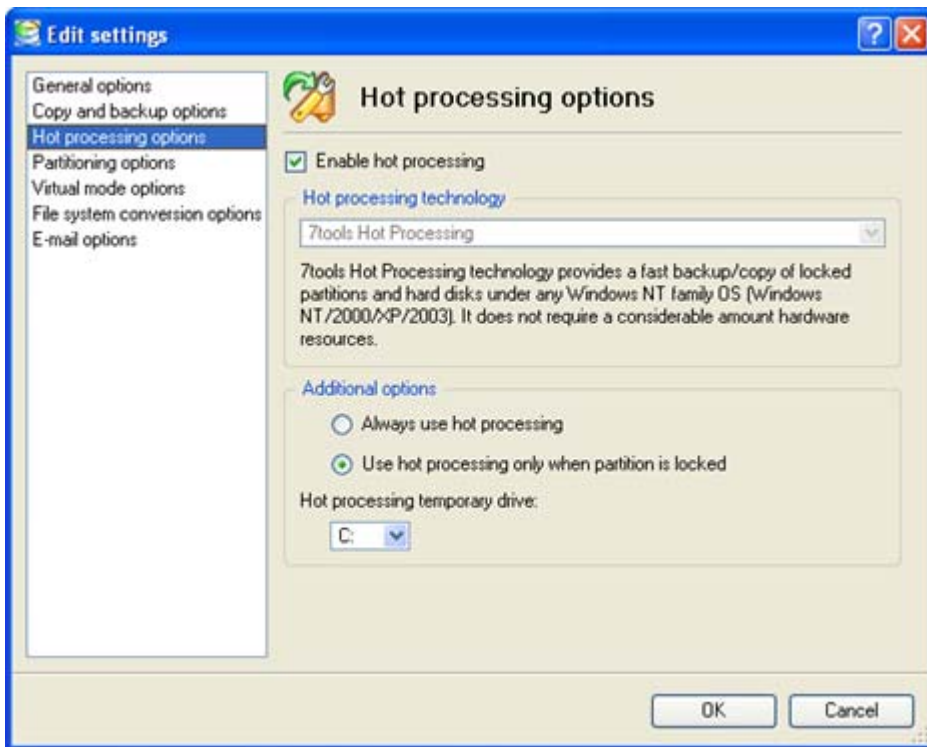 Edit settings
General options
Copy and backup options
Hot processing options
Partitioning options
Virtual mode options
File system conversion options
E-mail options
Hot processing options
Enable hot processing
Hot processing technology
7tools Hot Processing
7tools Hot Processing technology provides a fast backup/copy of locked
partitions and hard disks under any Windows NT family OS (Windows
NT/2000/XP/2003). It does not require a considerable amount hardware
resources.
Additional options
Always use hot processing
Use hot processing only when partition is locked
Hot processing temporary drive:
C:
OK
Cancel